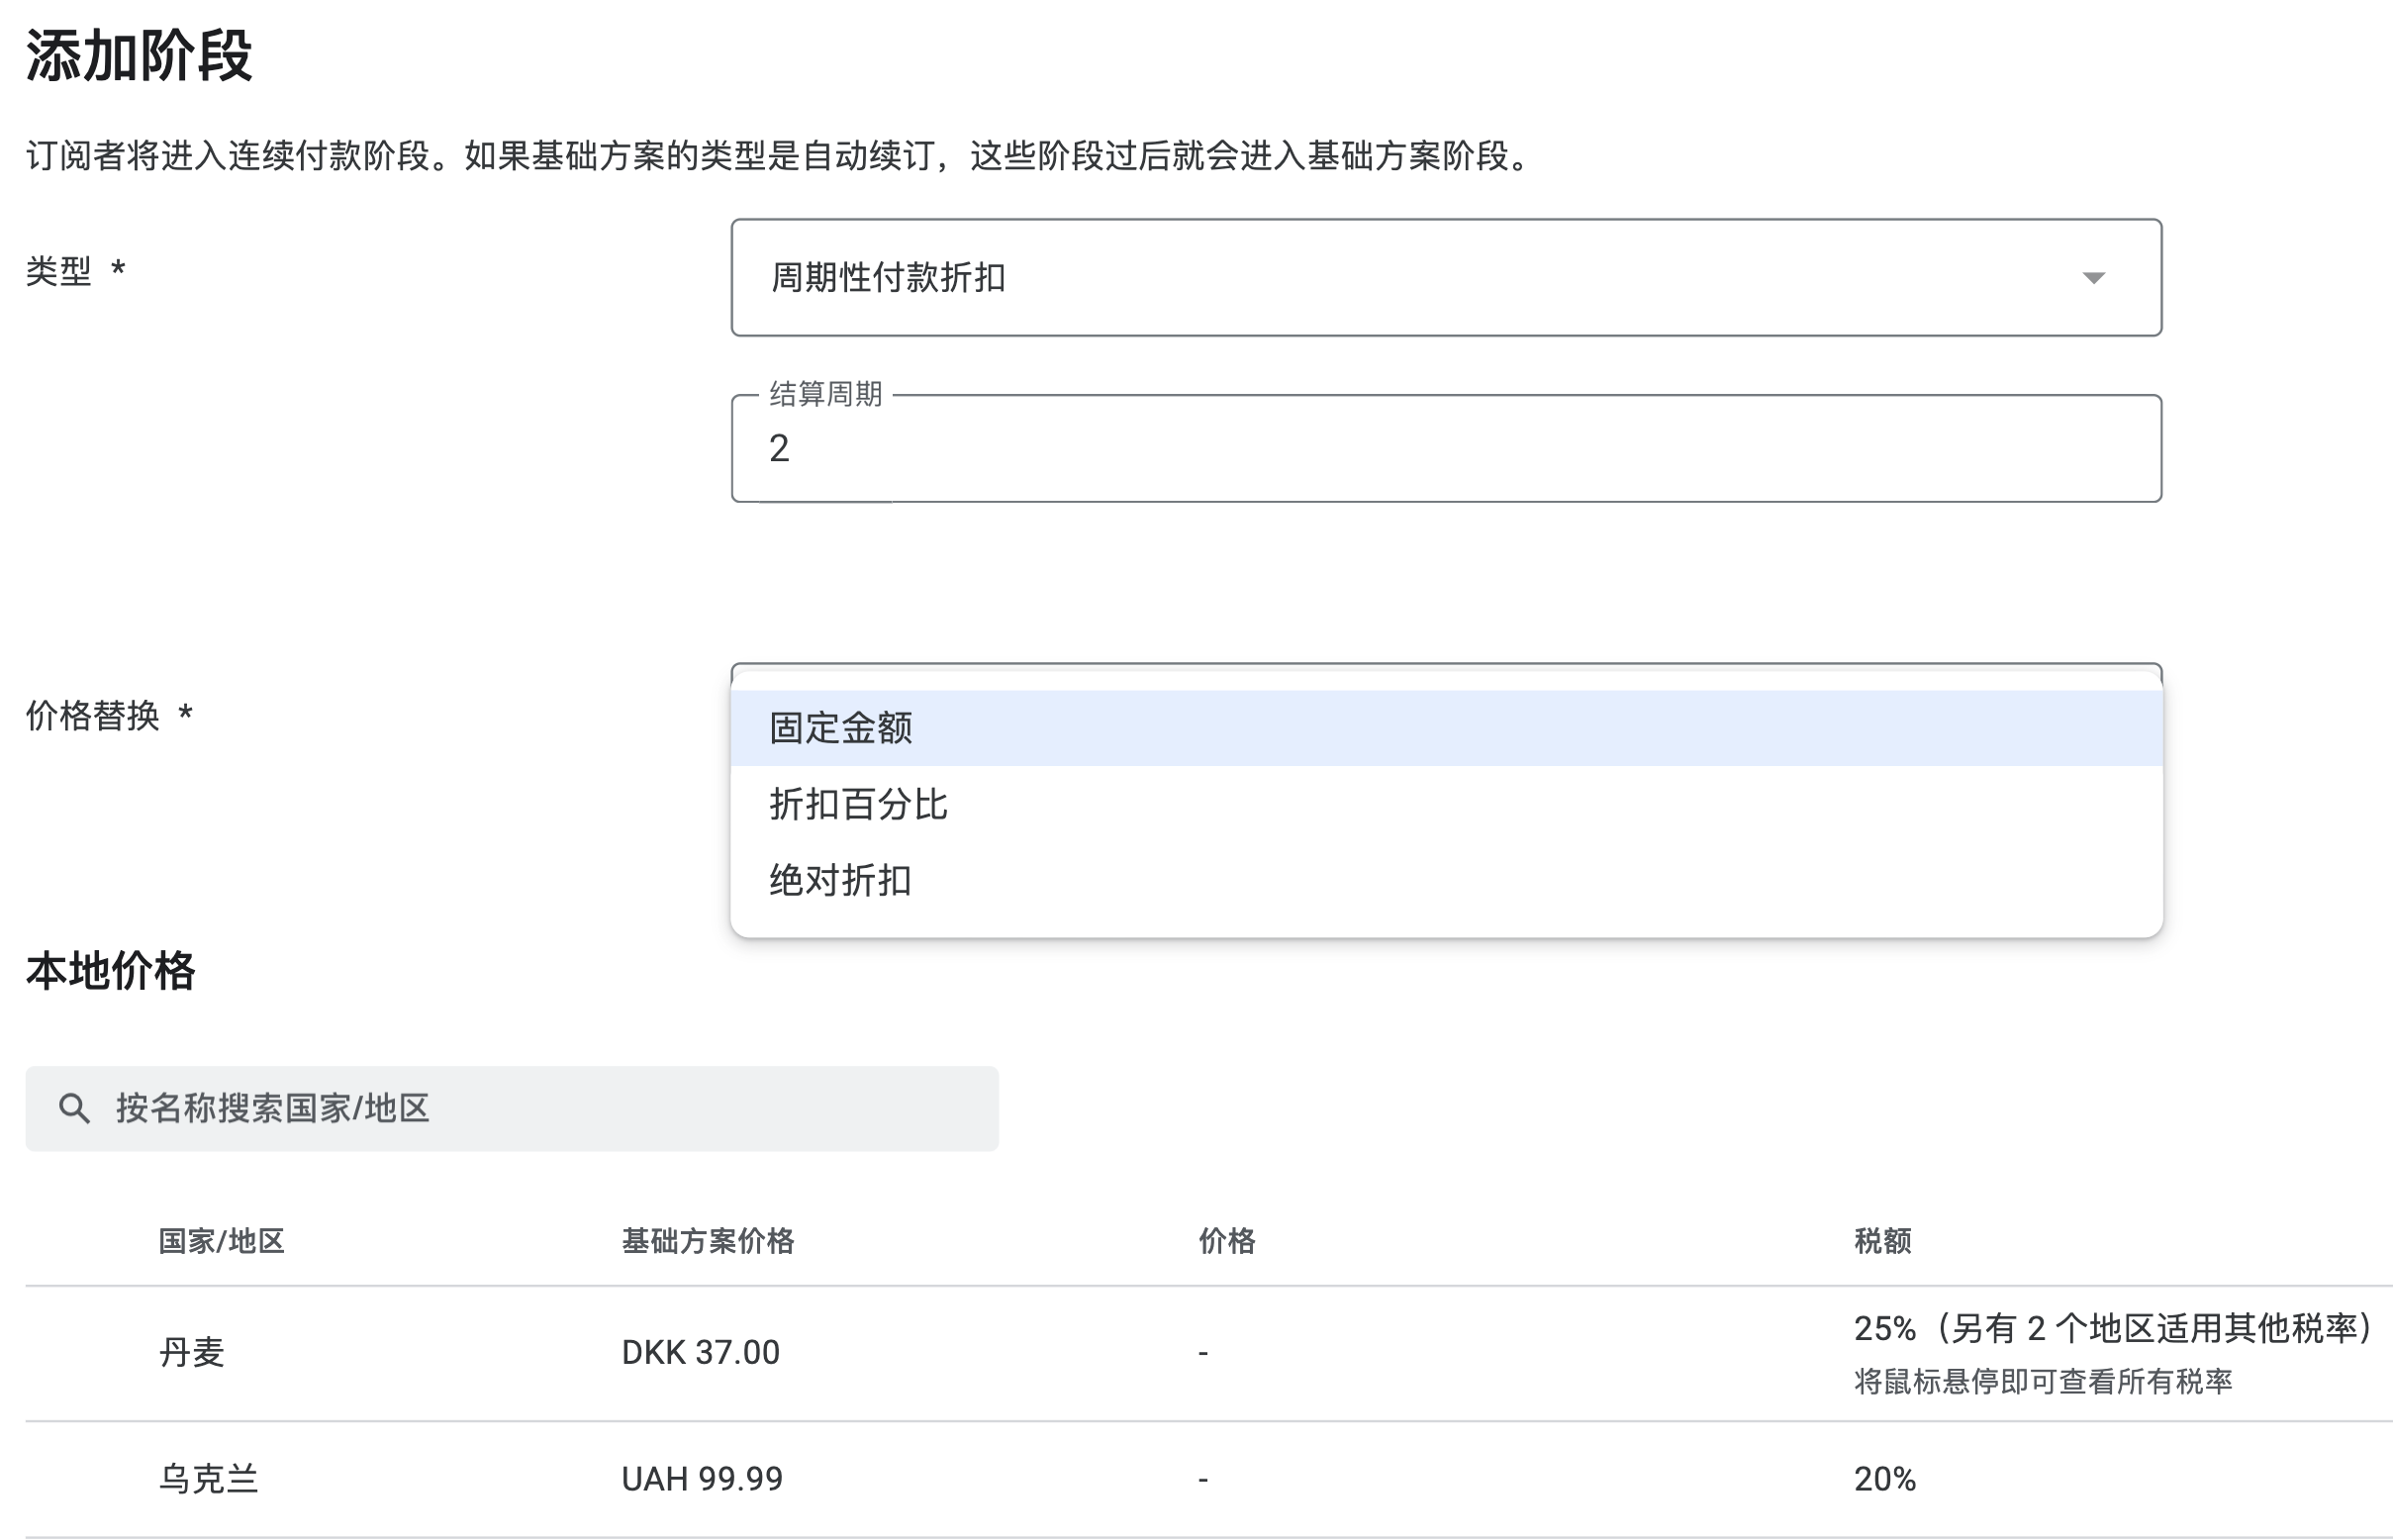 添加阶段
订阅者将进入连续付款阶段。如果基础方案的类型是自动续订，这些阶段过后就会进入基础方案阶段。
类型 *
周期性付款折扣
结算周期
2
价格替换 *
固定金额
折扣百分比
绝对折扣
本地价格
按名称搜索国家/地区
国家/地区 基础方案价格 价格 税额
丹麦 DKK 37.00 - 25%（另有 2 个地区适用其他税率）
将鼠标悬停即可查看所有税率
乌克兰 UAH 99.99 - 20%